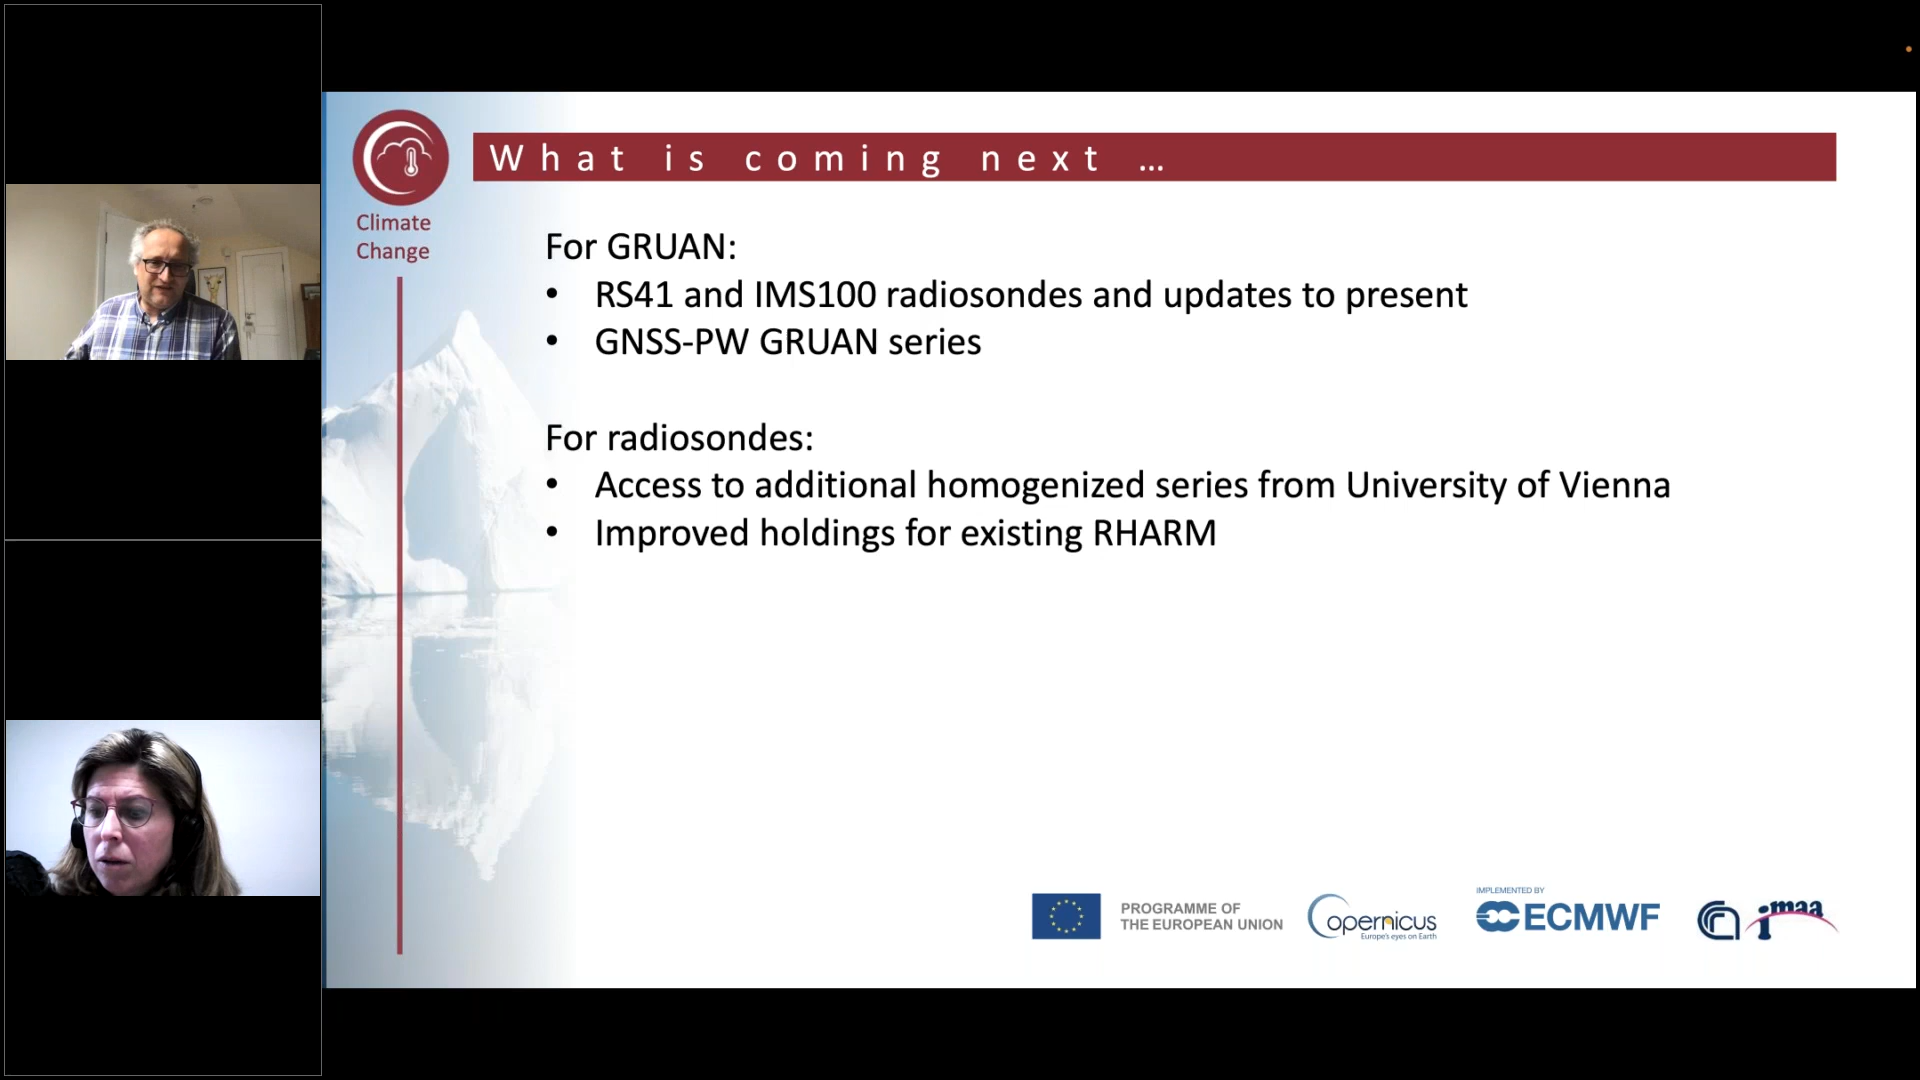 Climate
Change
What is coming next ...
For GRUAN:
• RS41 and IMS100 radiosondes and updates to present
• GNSS-PW GRUAN series
For radiosondes:
• Access to additional homogenized series from University of Vienna
• Improved holdings for existing RHARM
PROGRAMME OF
THE EUROPEAN UNION
Copernicus
Europe's eyes on Earth
IMPLEMENTED BY
ECMWF
imaa